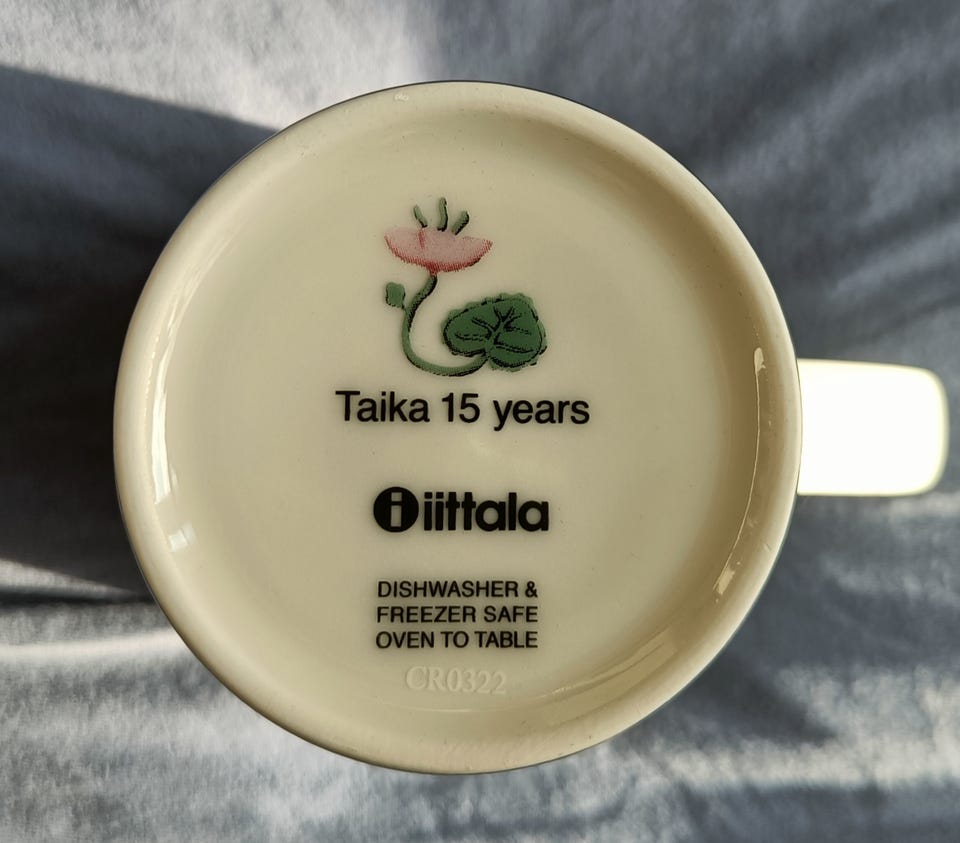 Taika 15 years
iittala
DISHWASHER &
FREEZER SAFE
OVEN TO TABLE
CR0322